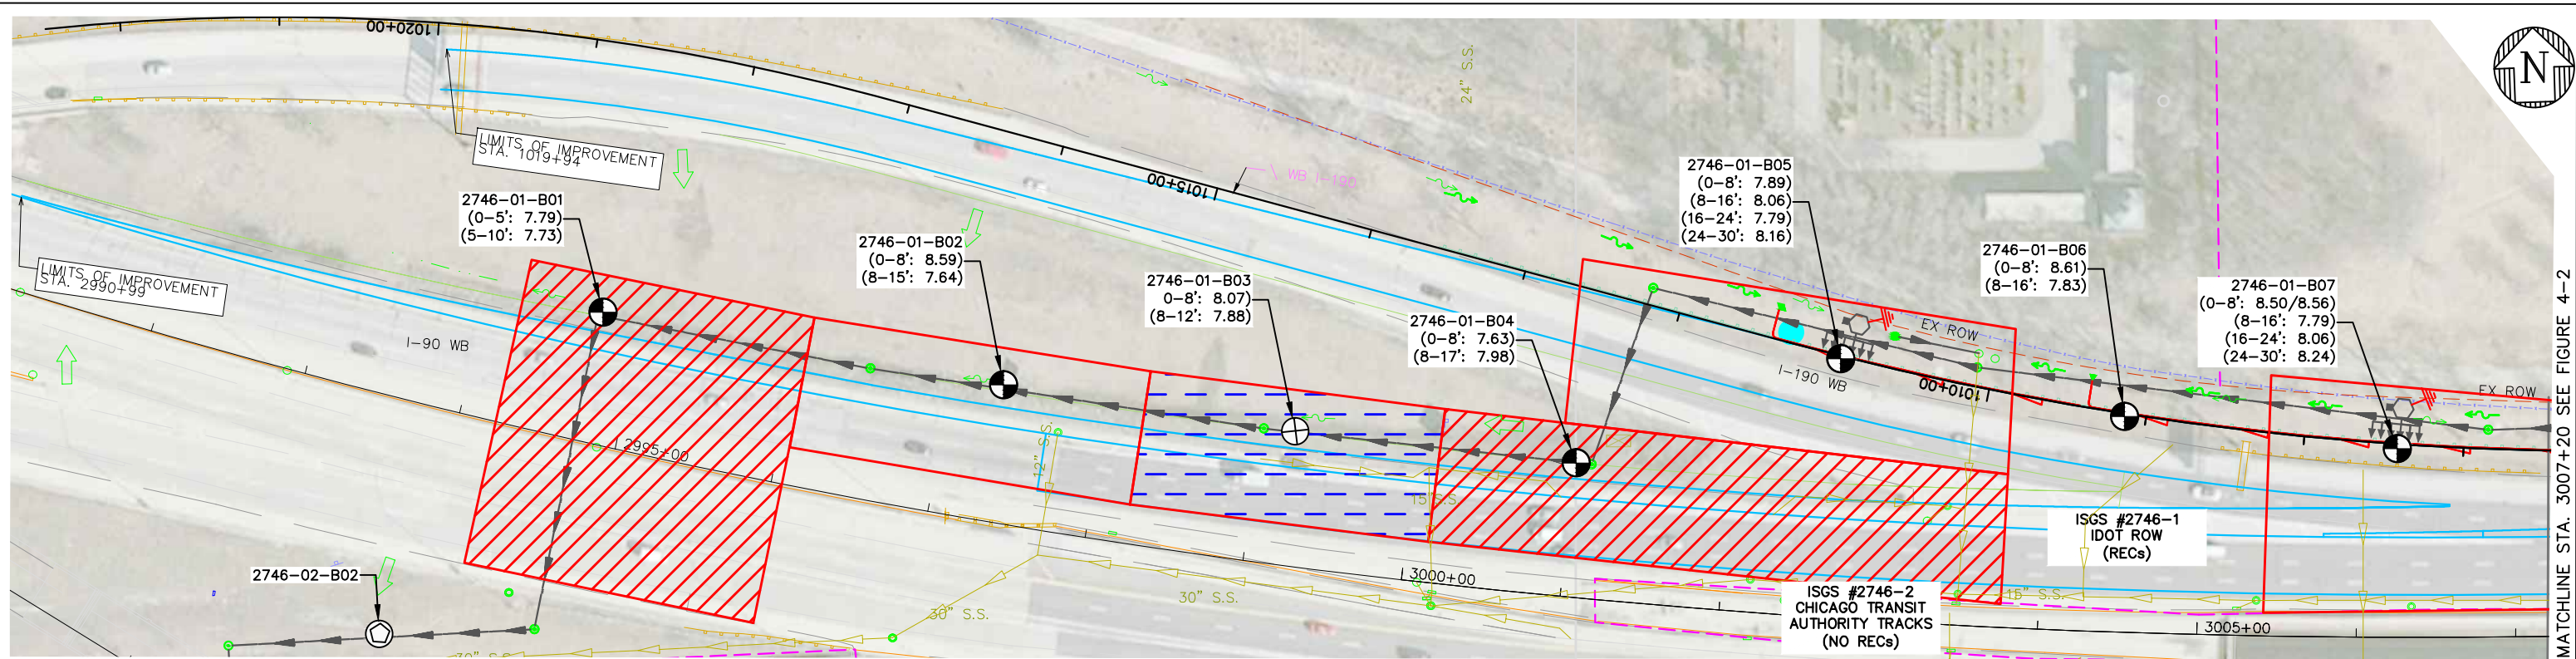 1020+00
LIMITS OF IMPROVEMENT
STA. 1019+94
LIMITS OF IMPROVEMENT
STA. 2990+99
2746-01-B01
(0-5': 7.79)
(5-10': 7.73)
I-90 WB
2995+00
2746-02-B02
2746-01-B02
(0-8': 8.59)
(8-15': 7.64)
12" S.S.
30" S.S.
30" S.S.
1015+00
WB I-190
24" S.S.
2746-01-B03
0-8': 8.07)
(8-12': 7.88)
2746-01-B04
(0-8': 7.63)
(8-17': 7.98)
15" S.S.
3000+00
2746-01-B05
(0-8': 7.89)
(8-16': 8.06)
(16-24': 7.79)
(24-30': 8.16)
EX ROW
I-190 WB
1010+00
2746-01-B06
(0-8': 8.61)
(8-16': 7.83)
2746-01-B07
(0-8': 8.50/8.56)
(8-16': 7.79)
(16-24': 8.06)
(24-30': 8.24)
EX ROW
ISGS #2746-1
IDOT ROW
(RECs)
ISGS #2746-2
CHICAGO TRANSIT
AUTHORITY TRACKS
(NO RECs)
15" S.S.
3005+00
N
MATCHLINE STA. 3007+20 SEE FIGURE 4-2